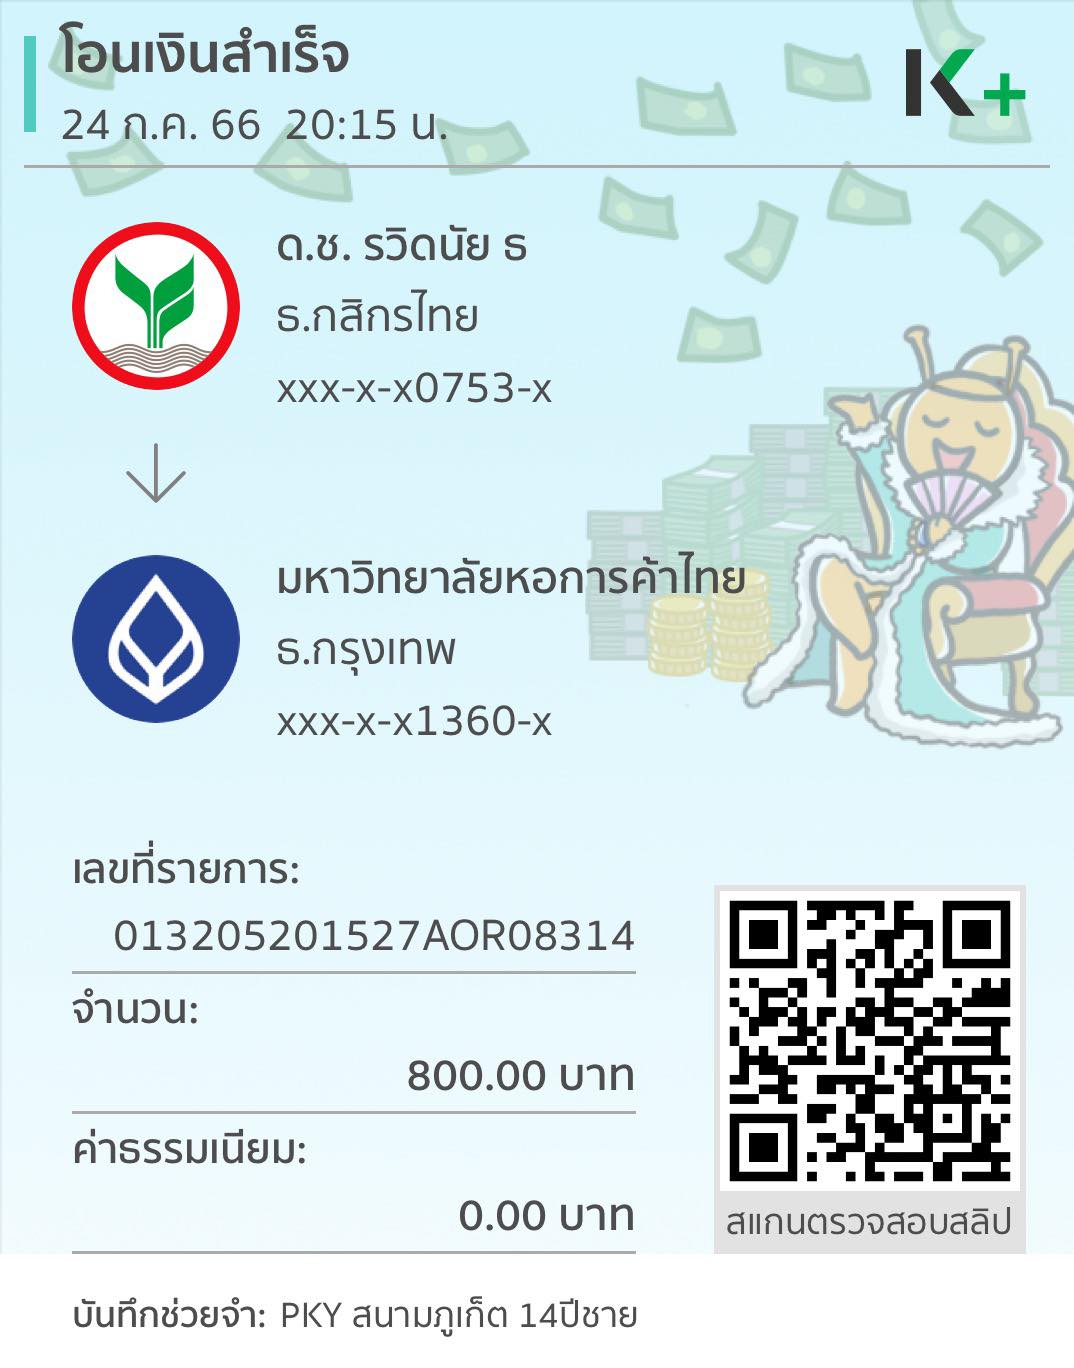 โอนเงินสำเร็จ
24 ก.ค. 66  20:15 น.
K+
ด.ช. รวิดนัย ธ
ธ.กสิกรไทย
xxx-x-x0753-x
มหาวิทยาลัยหอการค้าไทย
ธ.กรุงเทพ
xxx-x-x1360-x
เลขที่รายการ:
013205201527AOR08314
จำนวน:
800.00 บาท
ค่าธรรมเนียม:
0.00 บาท
สแกนตรวจสอบสลิป
บันทึกช่วยจำ: PKY สนามภูเก็ต 14ปีชาย